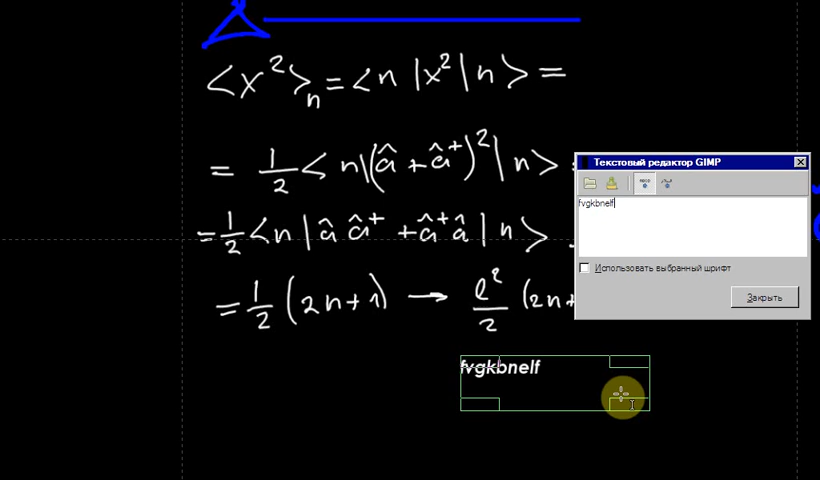 ⟨x²⟩ₙ = ⟨n|x²|n⟩ =
= 1/2 ⟨n|(â + â⁺)²|n⟩ =
= 1/2 ⟨n|â â⁺ + â⁺â|n⟩
= 1/2 (2n+1) → ℓ²/2 (2n+
Текстовый редактор GIMP
fvgkbnelf
Использовать выбранный шрифт
Закрыть
fvgkbnelf